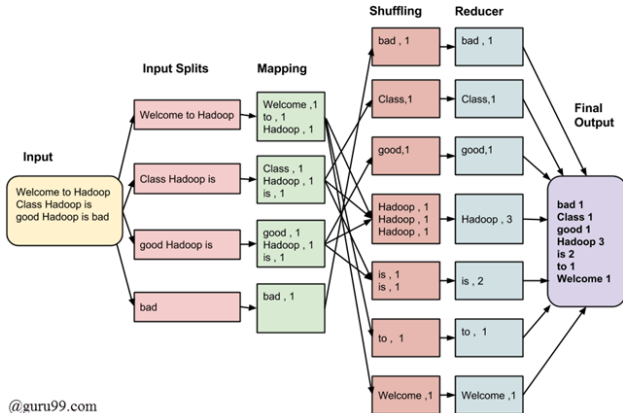 Shuffling
Reducer
Input Splits
Mapping
Final
Output
Input
Welcome to Hadoop
Class Hadoop is
good Hadoop is bad
Welcome to Hadoop
Class Hadoop is
good Hadoop is
bad
Welcome ,1
to , 1
Hadoop , 1
Class , 1
Hadoop , 1
is , 1
good , 1
Hadoop , 1
is , 1
bad , 1
bad , 1
Class,1
good,1
Hadoop , 1
Hadoop , 1
Hadoop , 1
is , 1
is , 1
to , 1
Welcome ,1
bad , 1
Class,1
good,1
Hadoop , 3
is , 2
to , 1
Welcome ,1
bad 1
Class 1
good 1
Hadoop 3
is 2
to 1
Welcome 1
@guru99.com